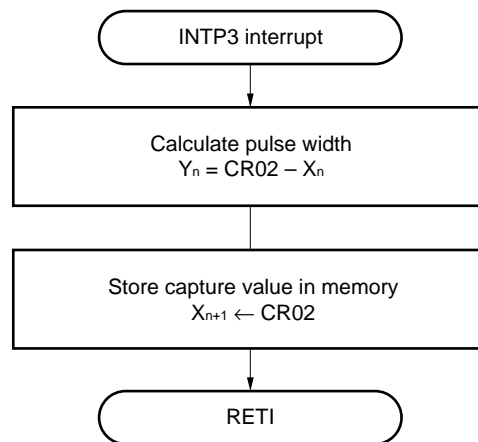 INTP3 interrupt
Calculate pulse width
Yn = CR02 – Xn
Store capture value in memory
Xn+1 ← CR02
RETI